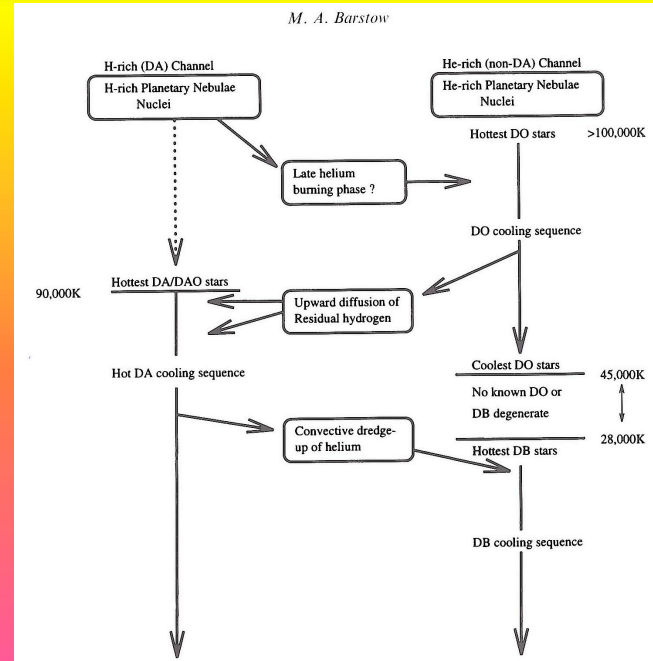 M. A. Barstow
H-rich (DA) Channel
H-rich Planetary Nebulae
Nuclei
He-rich (non-DA) Channel
He-rich Planetary Nebulae
Nuclei
Hottest DO stars >100,000K
Late helium
burning phase ?
DO cooling sequence
Hottest DA/DAO stars
90,000K
Upward diffusion of
Residual hydrogen
Coolest DO stars
45,000K
Hot DA cooling sequence
No known DO or
DB degenerate
Convective dredge-
up of helium
28,000K
Hottest DB stars
DB cooling sequence